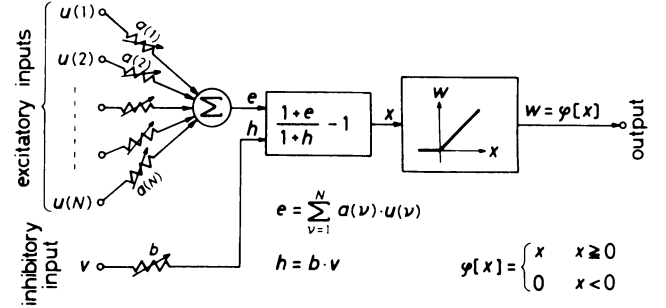 excitatory inputs
u(1)
a(1)
u(2)
a(2)
u(N)
a(N)
Σ
e
h
(1+e)/(1+h) −1
x
w
x
w=φ[x]
output
inhibitory input
v
b
e = Σ_{ν=1}^{N} a(ν)·u(ν)
h = b·v
φ[x] = { x  x≧0
0  x<0